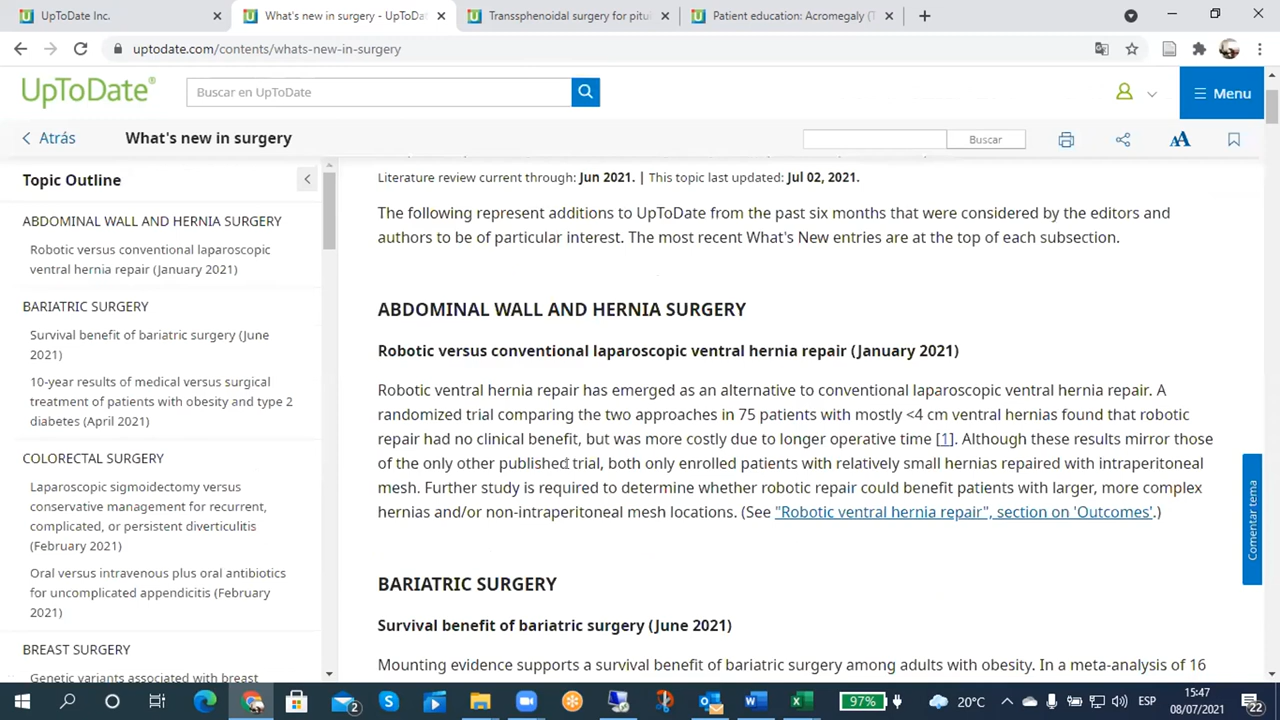 UpToDate Inc.
What's new in surgery - UpToDa
Transsphenoidal surgery for pitu
Patient education: Acromegaly (T
uptodate.com/contents/whats-new-in-surgery
UpToDate®
Buscar en UpToDate
Menu
Atrás
What's new in surgery
Buscar
AA
Topic Outline
ABDOMINAL WALL AND HERNIA SURGERY
Robotic versus conventional laparoscopic
ventral hernia repair (January 2021)
BARIATRIC SURGERY
Survival benefit of bariatric surgery (June
2021)
10-year results of medical versus surgical
treatment of patients with obesity and type 2
diabetes (April 2021)
COLORECTAL SURGERY
Laparoscopic sigmoidectomy versus
conservative management for recurrent,
complicated, or persistent diverticulitis
(February 2021)
Oral versus intravenous plus oral antibiotics
for uncomplicated appendicitis (February
2021)
BREAST SURGERY
Genetic variants associated with breast
Literature review current through: Jun 2021. | This topic last updated: Jul 02, 2021.
The following represent additions to UpToDate from the past six months that were considered by the editors and
authors to be of particular interest. The most recent What's New entries are at the top of each subsection.
ABDOMINAL WALL AND HERNIA SURGERY
Robotic versus conventional laparoscopic ventral hernia repair (January 2021)
Robotic ventral hernia repair has emerged as an alternative to conventional laparoscopic ventral hernia repair. A
randomized trial comparing the two approaches in 75 patients with mostly <4 cm ventral hernias found that robotic
repair had no clinical benefit, but was more costly due to longer operative time [1]. Although these results mirror those
of the only other published trial, both only enrolled patients with relatively small hernias repaired with intraperitoneal
mesh. Further study is required to determine whether robotic repair could benefit patients with larger, more complex
hernias and/or non-intraperitoneal mesh locations. (See "Robotic ventral hernia repair", section on 'Outcomes'.)
BARIATRIC SURGERY
Survival benefit of bariatric surgery (June 2021)
Mounting evidence supports a survival benefit of bariatric surgery among adults with obesity. In a meta-analysis of 16
Comentar tema
2
97%
20°C
ESP
15:47
08/07/2021
22